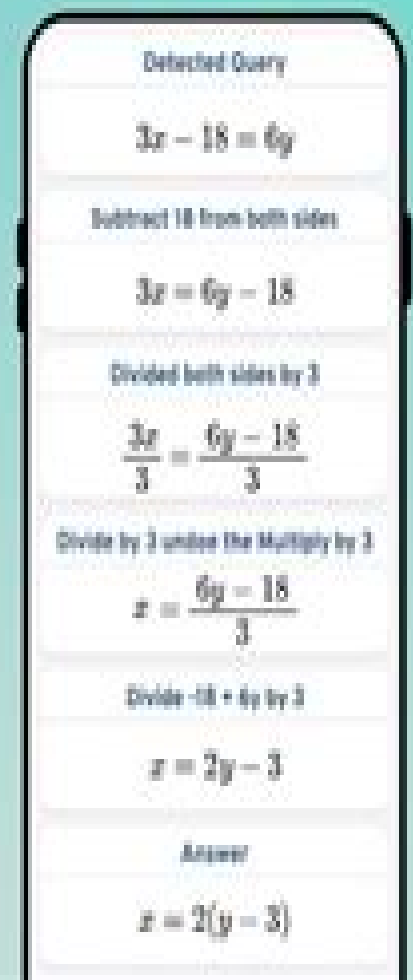 Detected Query
3x − 18 = 6y
Subtract 18 from both sides
3x = 6y − 18
Divided both sides by 3
3x/3 = 6y − 18/3
Divide by 3 undoe the Multiply by 3
x = 6y − 18/3
Divide -18 + 6y by 3
x = 2y − 3
Answer
x = 2(y − 3)